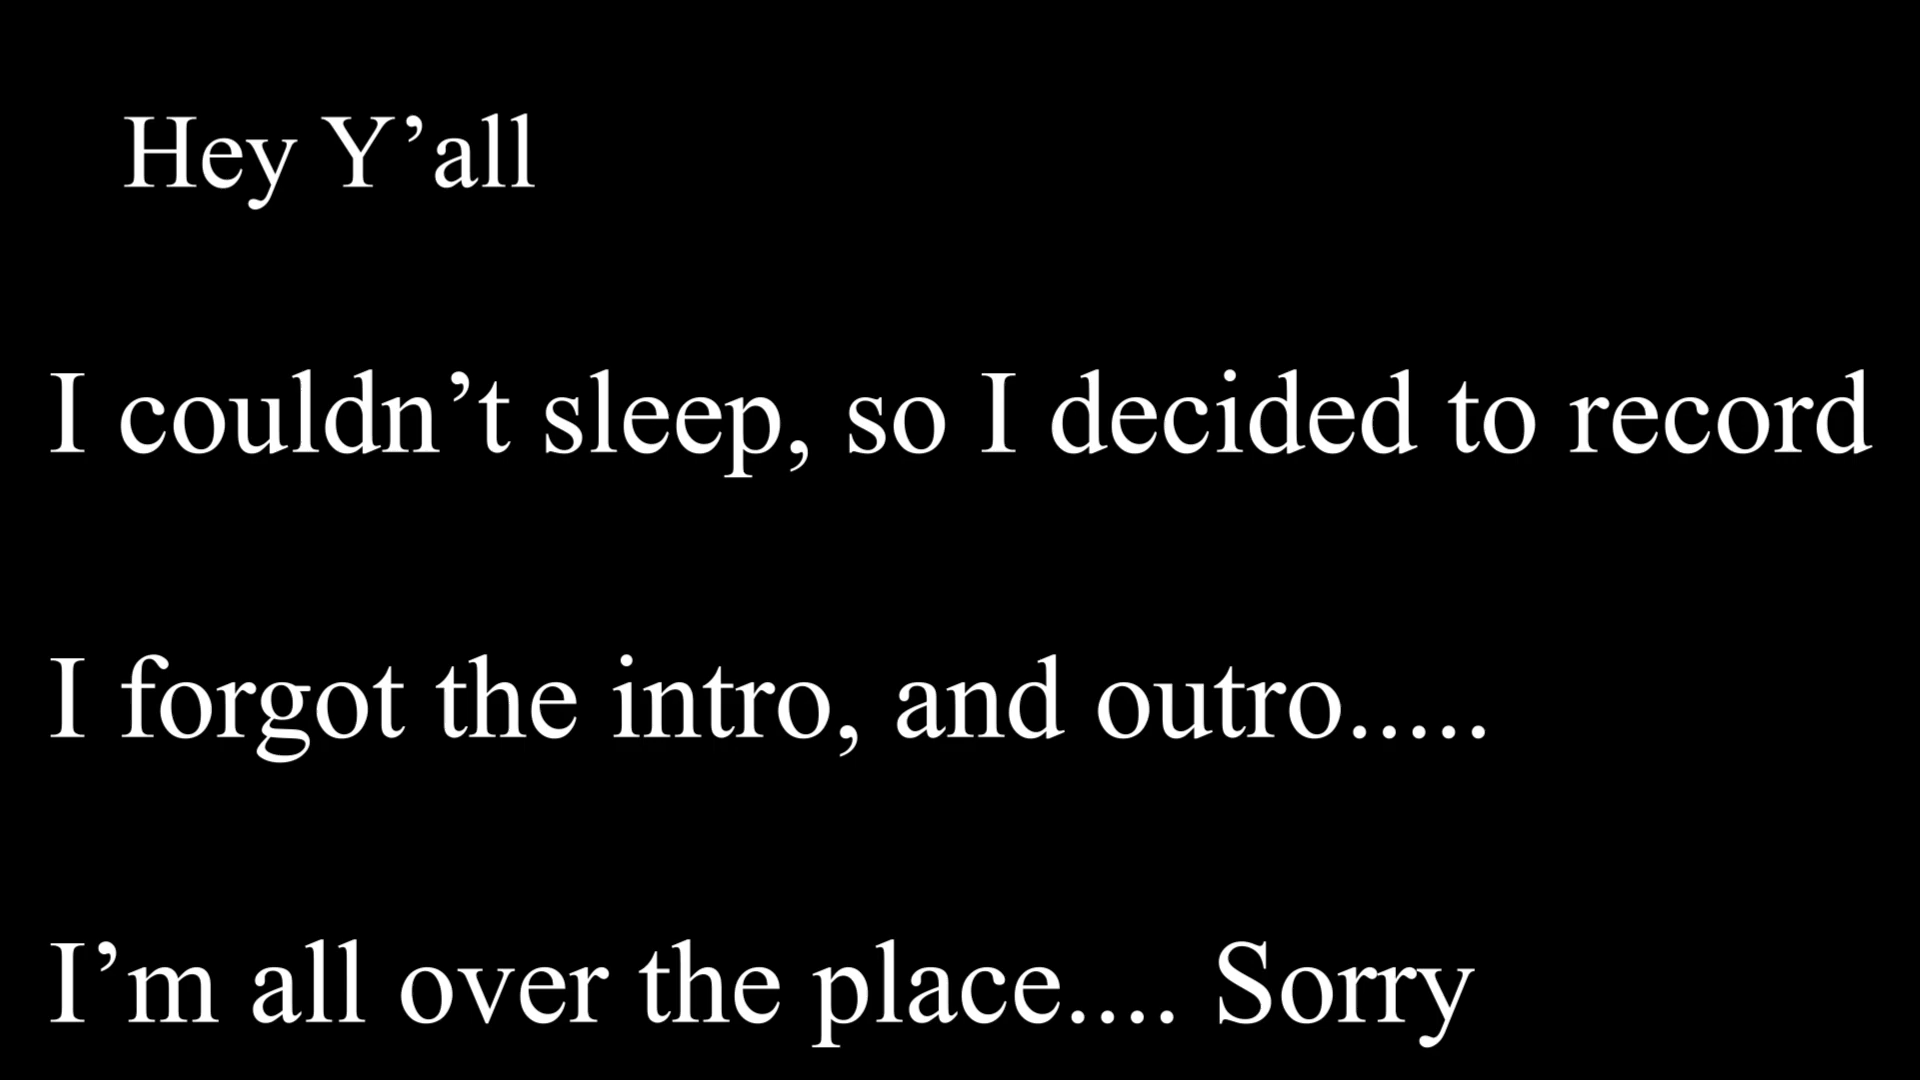 Hey Y’all
I couldn’t sleep, so I decided to record
I forgot the intro, and outro.....
I’m all over the place.... Sorry